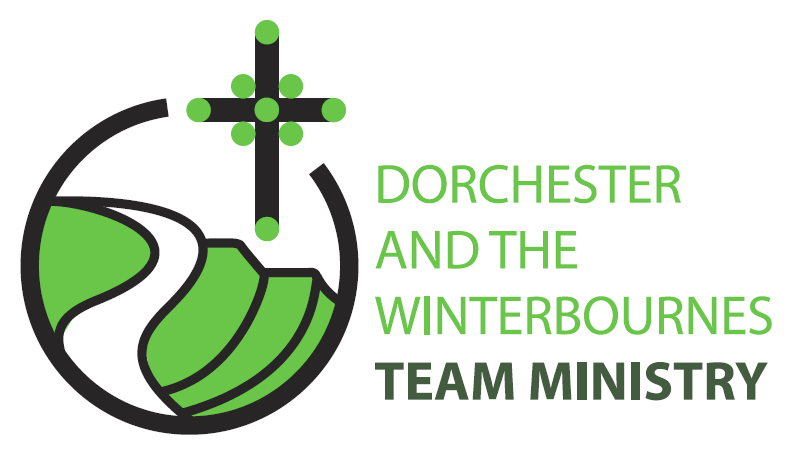 DORCHESTER
AND THE
WINTERBOURNES
TEAM MINISTRY